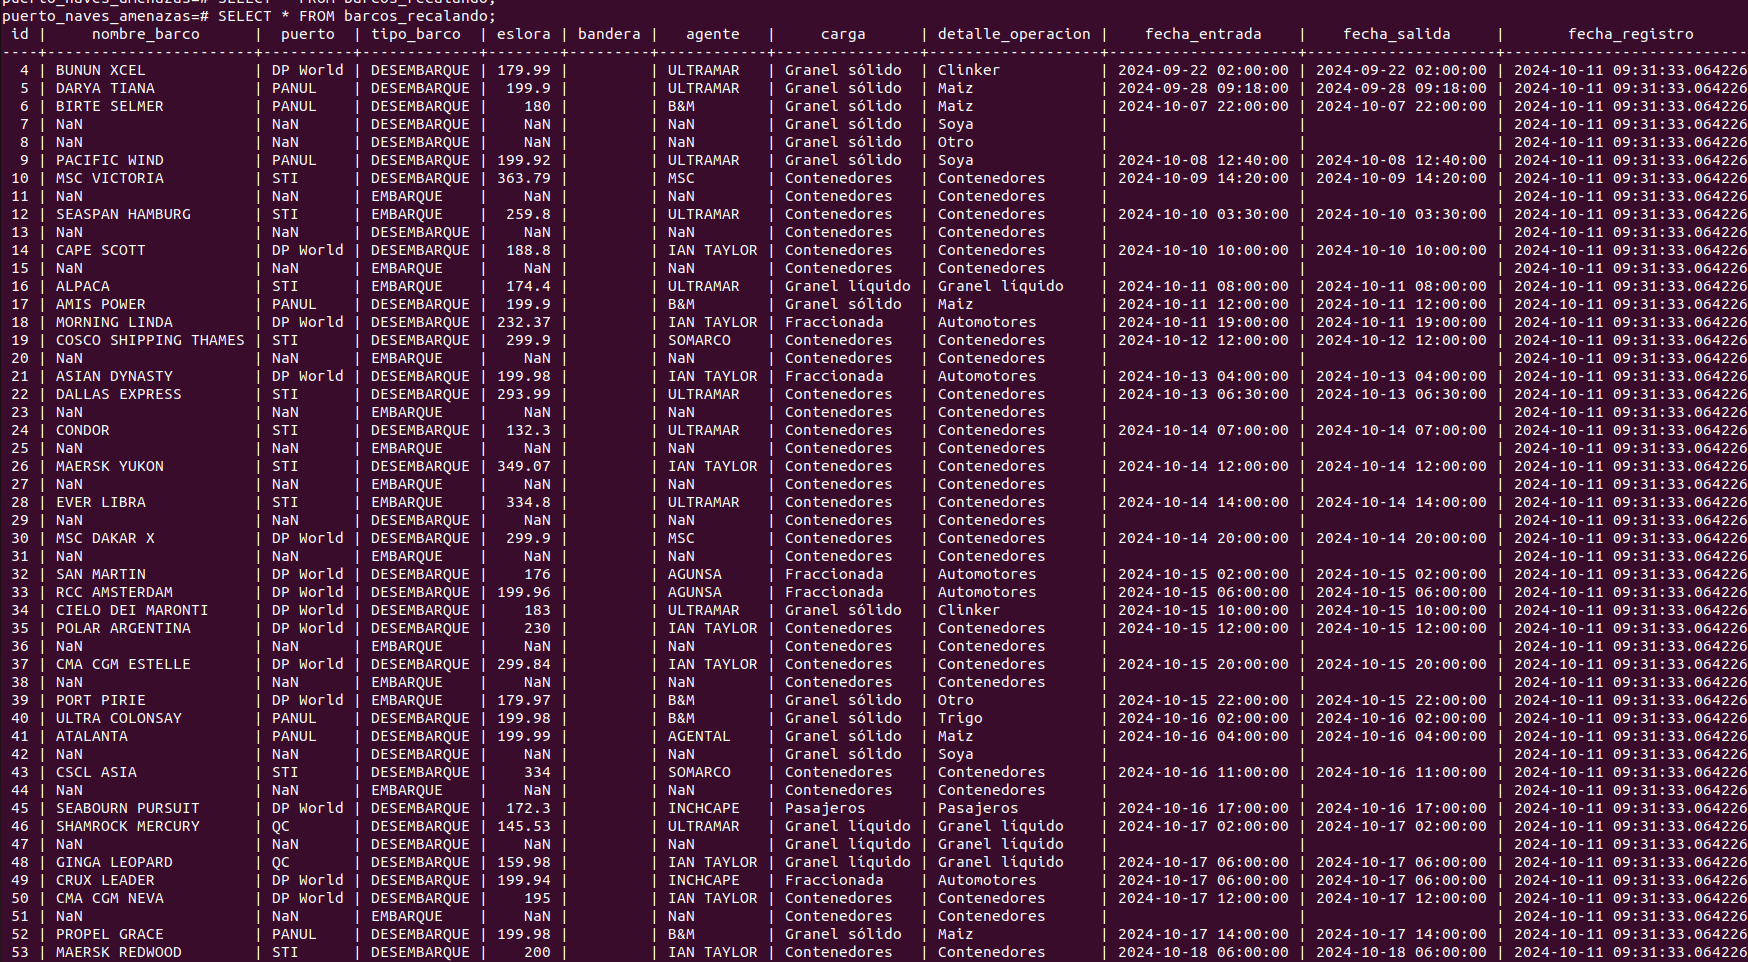 puerto_naves_amenazas=# SELECT * FROM barcos_recalando;
puerto_naves_amenazas=# SELECT * FROM barcos_recalando;
id | nombre_barco | puerto | tipo_barco | eslora | bandera | agente | carga | detalle_operacion | fecha_entrada | fecha_salida | fecha_registro
4 | BUNUN XCEL | DP World | DESEMBARQUE | 179.99 | | ULTRAMAR | Granel sólido | Clinker | 2024-09-22 02:00:00 | 2024-09-22 02:00:00 | 2024-10-11 09:31:33.064226
5 | DARYA TIANA | PANUL | DESEMBARQUE | 199.9 | | ULTRAMAR | Granel sólido | Maiz | 2024-09-28 09:18:00 | 2024-09-28 09:18:00 | 2024-10-11 09:31:33.064226
6 | BIRTE SELMER | PANUL | DESEMBARQUE | 180 | | B&M | Granel sólido | Maiz | 2024-10-07 22:00:00 | 2024-10-07 22:00:00 | 2024-10-11 09:31:33.064226
7 | NaN | NaN | DESEMBARQUE | NaN | | NaN | Granel sólido | Soya | | | 2024-10-11 09:31:33.064226
8 | NaN | NaN | DESEMBARQUE | NaN | | NaN | Granel sólido | Otro | | | 2024-10-11 09:31:33.064226
9 | PACIFIC WIND | PANUL | DESEMBARQUE | 199.92 | | ULTRAMAR | Granel sólido | Soya | 2024-10-08 12:40:00 | 2024-10-08 12:40:00 | 2024-10-11 09:31:33.064226
10 | MSC VICTORIA | STI | DESEMBARQUE | 363.79 | | MSC | Contenedores | Contenedores | 2024-10-09 14:20:00 | 2024-10-09 14:20:00 | 2024-10-11 09:31:33.064226
11 | NaN | NaN | EMBARQUE | NaN | | NaN | Contenedores | Contenedores | | | 2024-10-11 09:31:33.064226
12 | SEASPAN HAMBURG | STI | EMBARQUE | 259.8 | | ULTRAMAR | Contenedores | Contenedores | 2024-10-10 03:30:00 | 2024-10-10 03:30:00 | 2024-10-11 09:31:33.064226
13 | NaN | NaN | DESEMBARQUE | NaN | | NaN | Contenedores | Contenedores | | | 2024-10-11 09:31:33.064226
14 | CAPE SCOTT | DP World | DESEMBARQUE | 188.8 | | IAN TAYLOR | Contenedores | Contenedores | 2024-10-10 10:00:00 | 2024-10-10 10:00:00 | 2024-10-11 09:31:33.064226
15 | NaN | NaN | EMBARQUE | NaN | | NaN | Contenedores | Contenedores | | | 2024-10-11 09:31:33.064226
16 | ALPACA | STI | EMBARQUE | 174.4 | | ULTRAMAR | Granel líquido | Granel líquido | 2024-10-11 08:00:00 | 2024-10-11 08:00:00 | 2024-10-11 09:31:33.064226
17 | AMIS POWER | PANUL | DESEMBARQUE | 199.9 | | B&M | Granel sólido | Maiz | 2024-10-11 12:00:00 | 2024-10-11 12:00:00 | 2024-10-11 09:31:33.064226
18 | MORNING LINDA | DP World | DESEMBARQUE | 232.37 | | IAN TAYLOR | Fraccionada | Automotores | 2024-10-11 19:00:00 | 2024-10-11 19:00:00 | 2024-10-11 09:31:33.064226
19 | COSCO SHIPPING THAMES | STI | DESEMBARQUE | 299.9 | | SOMARCO | Contenedores | Contenedores | 2024-10-12 12:00:00 | 2024-10-12 12:00:00 | 2024-10-11 09:31:33.064226
20 | NaN | NaN | EMBARQUE | NaN | | NaN | Contenedores | Contenedores | | | 2024-10-11 09:31:33.064226
21 | ASIAN DYNASTY | DP World | DESEMBARQUE | 199.98 | | IAN TAYLOR | Fraccionada | Automotores | 2024-10-13 04:00:00 | 2024-10-13 04:00:00 | 2024-10-11 09:31:33.064226
22 | DALLAS EXPRESS | STI | DESEMBARQUE | 293.99 | | ULTRAMAR | Contenedores | Contenedores | 2024-10-13 06:30:00 | 2024-10-13 06:30:00 | 2024-10-11 09:31:33.064226
23 | NaN | NaN | EMBARQUE | NaN | | NaN | Contenedores | Contenedores | | | 2024-10-11 09:31:33.064226
24 | CONDOR | STI | DESEMBARQUE | 132.3 | | ULTRAMAR | Contenedores | Contenedores | 2024-10-14 07:00:00 | 2024-10-14 07:00:00 | 2024-10-11 09:31:33.064226
25 | NaN | NaN | EMBARQUE | NaN | | NaN | Contenedores | Contenedores | | | 2024-10-11 09:31:33.064226
26 | MAERSK YUKON | STI | DESEMBARQUE | 349.07 | | IAN TAYLOR | Contenedores | Contenedores | 2024-10-14 12:00:00 | 2024-10-14 12:00:00 | 2024-10-11 09:31:33.064226
27 | NaN | NaN | EMBARQUE | NaN | | NaN | Contenedores | Contenedores | | | 2024-10-11 09:31:33.064226
28 | EVER LIBRA | STI | EMBARQUE | 334.8 | | ULTRAMAR | Contenedores | Contenedores | 2024-10-14 14:00:00 | 2024-10-14 14:00:00 | 2024-10-11 09:31:33.064226
29 | NaN | NaN | DESEMBARQUE | NaN | | NaN | Contenedores | Contenedores | | | 2024-10-11 09:31:33.064226
30 | MSC DAKAR X | DP World | DESEMBARQUE | 299.9 | | MSC | Contenedores | Contenedores | 2024-10-14 20:00:00 | 2024-10-14 20:00:00 | 2024-10-11 09:31:33.064226
31 | NaN | NaN | EMBARQUE | NaN | | NaN | Contenedores | Contenedores | | | 2024-10-11 09:31:33.064226
32 | SAN MARTIN | DP World | DESEMBARQUE | 176 | | AGUNSA | Fraccionada | Automotores | 2024-10-15 02:00:00 | 2024-10-15 02:00:00 | 2024-10-11 09:31:33.064226
33 | RCC AMSTERDAM | DP World | DESEMBARQUE | 199.96 | | AGUNSA | Fraccionada | Automotores | 2024-10-15 06:00:00 | 2024-10-15 06:00:00 | 2024-10-11 09:31:33.064226
34 | CIELO DEI MARONTI | DP World | DESEMBARQUE | 183 | | ULTRAMAR | Granel sólido | Clinker | 2024-10-15 10:00:00 | 2024-10-15 10:00:00 | 2024-10-11 09:31:33.064226
35 | POLAR ARGENTINA | DP World | DESEMBARQUE | 230 | | IAN TAYLOR | Contenedores | Contenedores | 2024-10-15 12:00:00 | 2024-10-15 12:00:00 | 2024-10-11 09:31:33.064226
36 | NaN | NaN | EMBARQUE | NaN | | NaN | Contenedores | Contenedores | | | 2024-10-11 09:31:33.064226
37 | CMA CGM ESTELLE | DP World | DESEMBARQUE | 299.84 | | IAN TAYLOR | Contenedores | Contenedores | 2024-10-15 20:00:00 | 2024-10-15 20:00:00 | 2024-10-11 09:31:33.064226
38 | NaN | NaN | EMBARQUE | NaN | | NaN | Contenedores | Contenedores | | | 2024-10-11 09:31:33.064226
39 | PORT PIRIE | DP World | EMBARQUE | 179.97 | | B&M | Granel sólido | Otro | 2024-10-15 22:00:00 | 2024-10-15 22:00:00 | 2024-10-11 09:31:33.064226
40 | ULTRA COLONSAY | PANUL | DESEMBARQUE | 199.98 | | B&M | Granel sólido | Trigo | 2024-10-16 02:00:00 | 2024-10-16 02:00:00 | 2024-10-11 09:31:33.064226
41 | ATALANTA | PANUL | DESEMBARQUE | 199.99 | | AGENTAL | Granel sólido | Maiz | 2024-10-16 04:00:00 | 2024-10-16 04:00:00 | 2024-10-11 09:31:33.064226
42 | NaN | NaN | DESEMBARQUE | NaN | | NaN | Granel sólido | Soya | | | 2024-10-11 09:31:33.064226
43 | CSCL ASIA | STI | DESEMBARQUE | 334 | | SOMARCO | Contenedores | Contenedores | 2024-10-16 11:00:00 | 2024-10-16 11:00:00 | 2024-10-11 09:31:33.064226
44 | NaN | NaN | EMBARQUE | NaN | | NaN | Contenedores | Contenedores | | | 2024-10-11 09:31:33.064226
45 | SEABOURN PURSUIT | DP World | DESEMBARQUE | 172.3 | | INCHCAPE | Pasajeros | Pasajeros | 2024-10-16 17:00:00 | 2024-10-16 17:00:00 | 2024-10-11 09:31:33.064226
46 | SHAMROCK MERCURY | QC | DESEMBARQUE | 145.53 | | ULTRAMAR | Granel líquido | Granel líquido | 2024-10-17 02:00:00 | 2024-10-17 02:00:00 | 2024-10-11 09:31:33.064226
47 | NaN | NaN | DESEMBARQUE | NaN | | NaN | Granel líquido | Granel líquido | | | 2024-10-11 09:31:33.064226
48 | GINGA LEOPARD | QC | DESEMBARQUE | 159.98 | | IAN TAYLOR | Granel líquido | Granel líquido | 2024-10-17 06:00:00 | 2024-10-17 06:00:00 | 2024-10-11 09:31:33.064226
49 | CRUX LEADER | DP World | DESEMBARQUE | 199.94 | | INCHCAPE | Fraccionada | Automotores | 2024-10-17 06:00:00 | 2024-10-17 06:00:00 | 2024-10-11 09:31:33.064226
50 | CMA CGM NEVA | DP World | DESEMBARQUE | 195 | | IAN TAYLOR | Contenedores | Contenedores | 2024-10-17 12:00:00 | 2024-10-17 12:00:00 | 2024-10-11 09:31:33.064226
51 | NaN | NaN | EMBARQUE | NaN | | NaN | Contenedores | Contenedores | | | 2024-10-11 09:31:33.064226
52 | PROPEL GRACE | PANUL | DESEMBARQUE | 199.98 | | B&M | Granel sólido | Maiz | 2024-10-17 14:00:00 | 2024-10-17 14:00:00 | 2024-10-11 09:31:33.064226
53 | MAERSK REDWOOD | STI | DESEMBARQUE | 200 | | IAN TAYLOR | Contenedores | Contenedores | 2024-10-18 06:00:00 | 2024-10-18 06:00:00 | 2024-10-11 09:31:33.064226